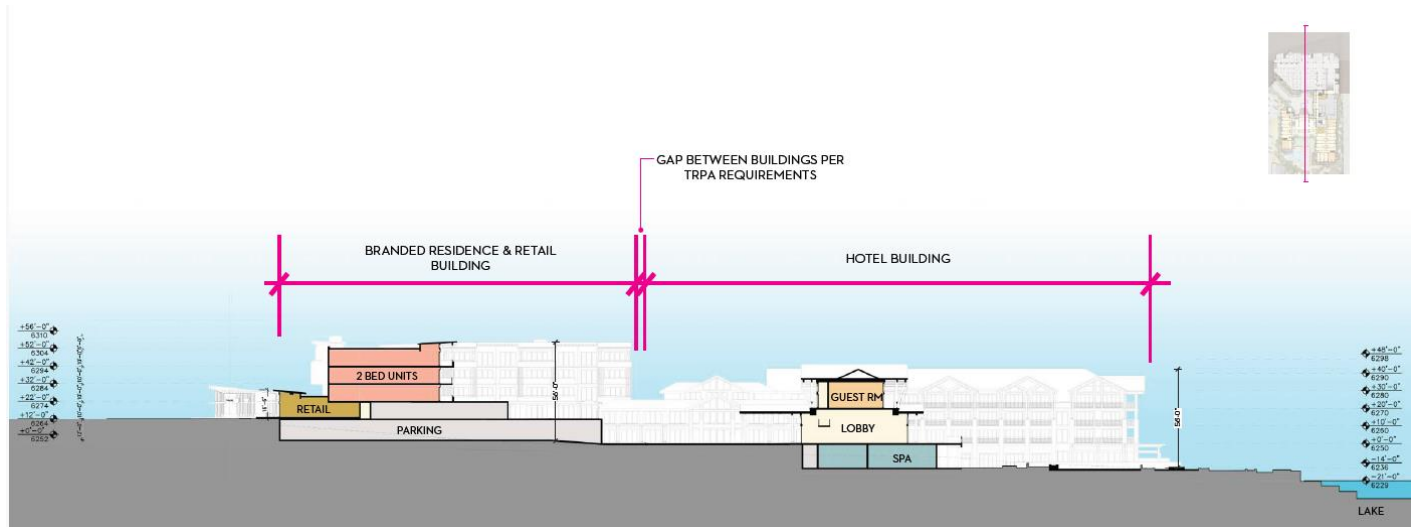 GAP BETWEEN BUILDINGS PER
TRPA REQUIREMENTS
BRANDED RESIDENCE & RETAIL
BUILDING
HOTEL BUILDING
+56'-0"
6310
+52'-0"
6304
+42'-0"
6294
+32'-0"
6284
+22'-0"
6274
+12'-0"
6264
+0'-0"
6252
2 BED UNITS
RETAIL
PARKING
56'-0"
GUEST RM
LOBBY
SPA
56'-0"
+48'-0"
6298
+40'-0"
6290
+30'-0"
6280
+20'-0"
6270
+10'-0"
6260
+0'-0"
6250
-14'-0"
6236
-21'-0"
6229
LAKE